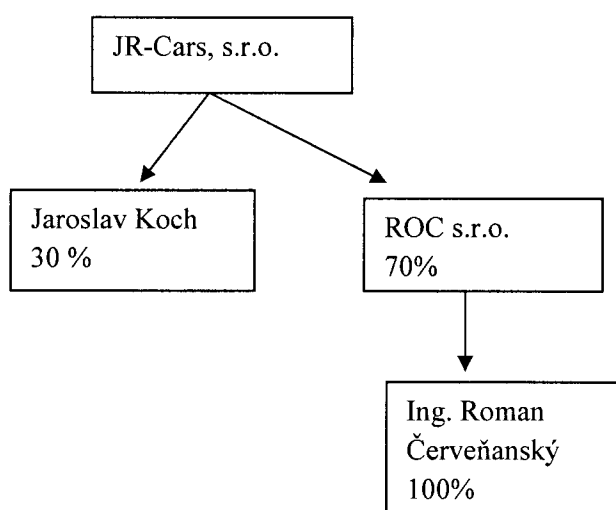 JR-Cars, s.r.o.
Jaroslav Koch
30 %
ROC s.r.o.
70%
Ing. Roman
Červeňanský
100%